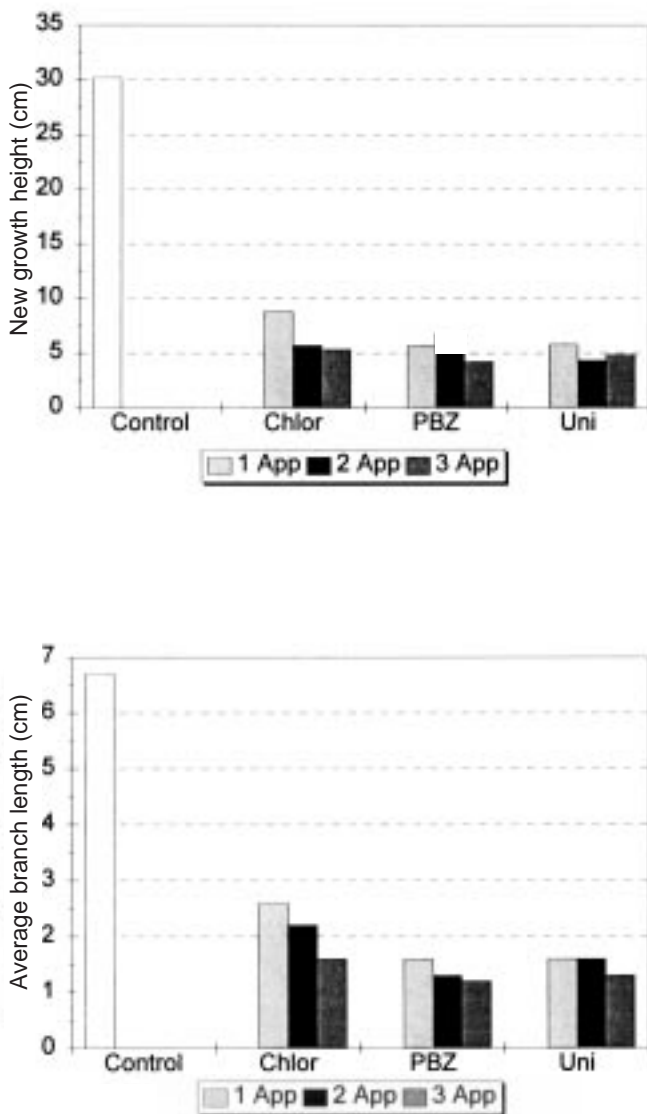 New growth height (cm)
35
30
25
20
15
10
5
0
Control Chlor PBZ Uni
1 App 2 App 3 App
Average branch length (cm)
7
6
5
4
3
2
1
0
Control Chlor PBZ Uni
1 App 2 App 3 App